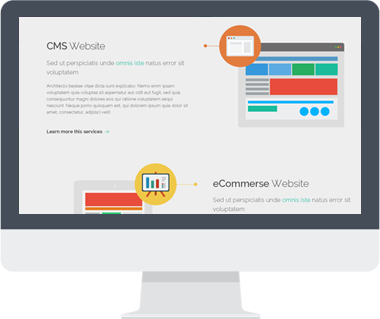 CMS Website
Sed ut perspiciatis unde omnis iste natus error sit
voluptatem
Architecto beatae vitae dicta sunt explicabo. Nemo enim ipsam
voluptatem quia voluptas sit aspernatur aut odit aut fugit, sed quia
consequuntur magni dolores eos qui ratione voluptatem sequi
nesciunt. Neque porro quisquam est, qui dolorem ipsum quia dolor sit
amet, consectetur, adipisci velit
Learn more this services →
eCommerse Website
Sed ut perspiciatis unde omnis iste natus error sit
voluptatem